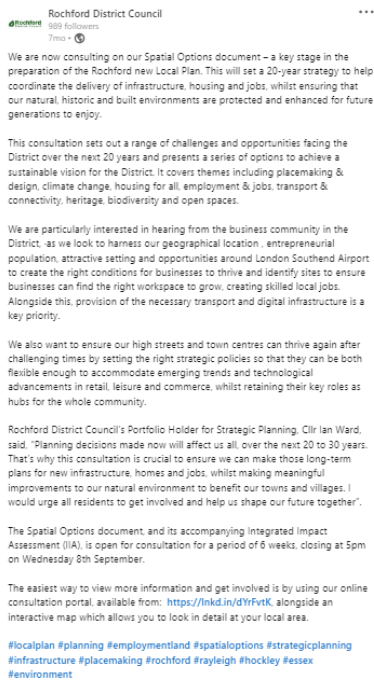 Rochford District Council
Rochford
989 followers
7mo •
We are now consulting on our Spatial Options document – a key stage in the
preparation of the Rochford new Local Plan. This will set a 20-year strategy to help
coordinate the delivery of infrastructure, housing and jobs, whilst ensuring that
our natural, historic and built environments are protected and enhanced for future
generations to enjoy.
This consultation sets out a range of challenges and opportunities facing the
District over the next 20 years and presents a series of options to achieve a
sustainable vision for the District. It covers themes including placemaking &
design, climate change, housing for all, employment & jobs, transport &
connectivity, heritage, biodiversity and open spaces.
We are particularly interested in hearing from the business community in the
District, -as we look to harness our geographical location , entrepreneurial
population, attractive setting and opportunities around London Southend Airport
to create the right conditions for businesses to thrive and identify sites to ensure
businesses can find the right workspace to grow, creating skilled local jobs.
Alongside this, provision of the necessary transport and digital infrastructure is a
key priority.
We also want to ensure our high streets and town centres can thrive again after
challenging times by setting the right strategic policies so that they can be both
flexible enough to accommodate emerging trends and technological
advancements in retail, leisure and commerce, whilst retaining their key roles as
hubs for the whole community.
Rochford District Council's Portfolio Holder for Strategic Planning, Cllr Ian Ward,
said, "Planning decisions made now will affect us all, over the next 20 to 30 years.
That's why this consultation is crucial to ensure we can make those long-term
plans for new infrastructure, homes and jobs, whilst making meaningful
improvements to our natural environment to benefit our towns and villages. I
would urge all residents to get involved and help us shape our future together".
The Spatial Options document, and its accompanying Integrated Impact
Assessment (IIA), is open for consultation for a period of 6 weeks, closing at 5pm
on Wednesday 8th September.
The easiest way to view more information and get involved is by using our online
consultation portal, available from: https://lnkd.in/dYrFvtK, alongside an
interactive map which allows you to look in detail at your local area.
#localplan #planning #employmentland #spatialoptions #strategicplanning
#infrastructure #placemaking #rochford #rayleigh #hockley #essex
#environment